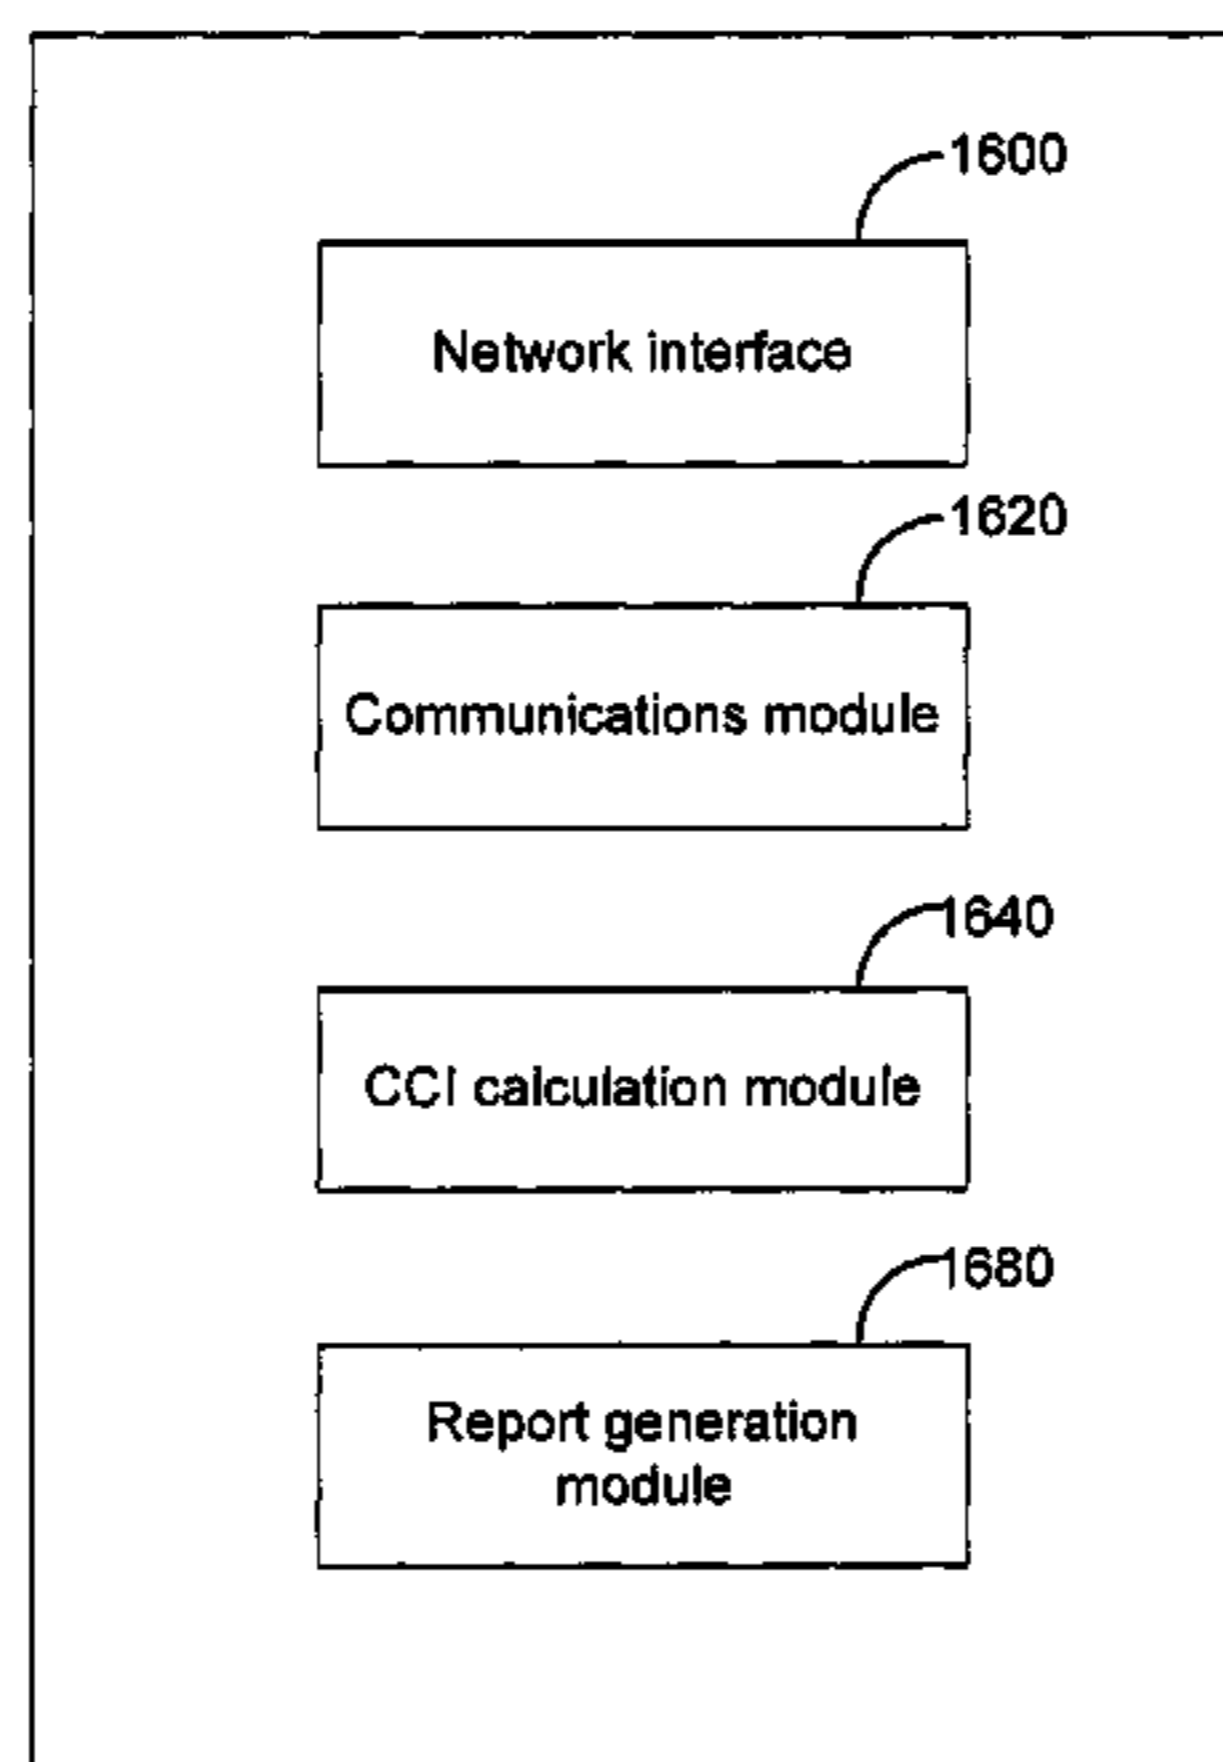 1600
Network interface
1620
Communications module
1640
CCI calculation module
1680
Report generation
module